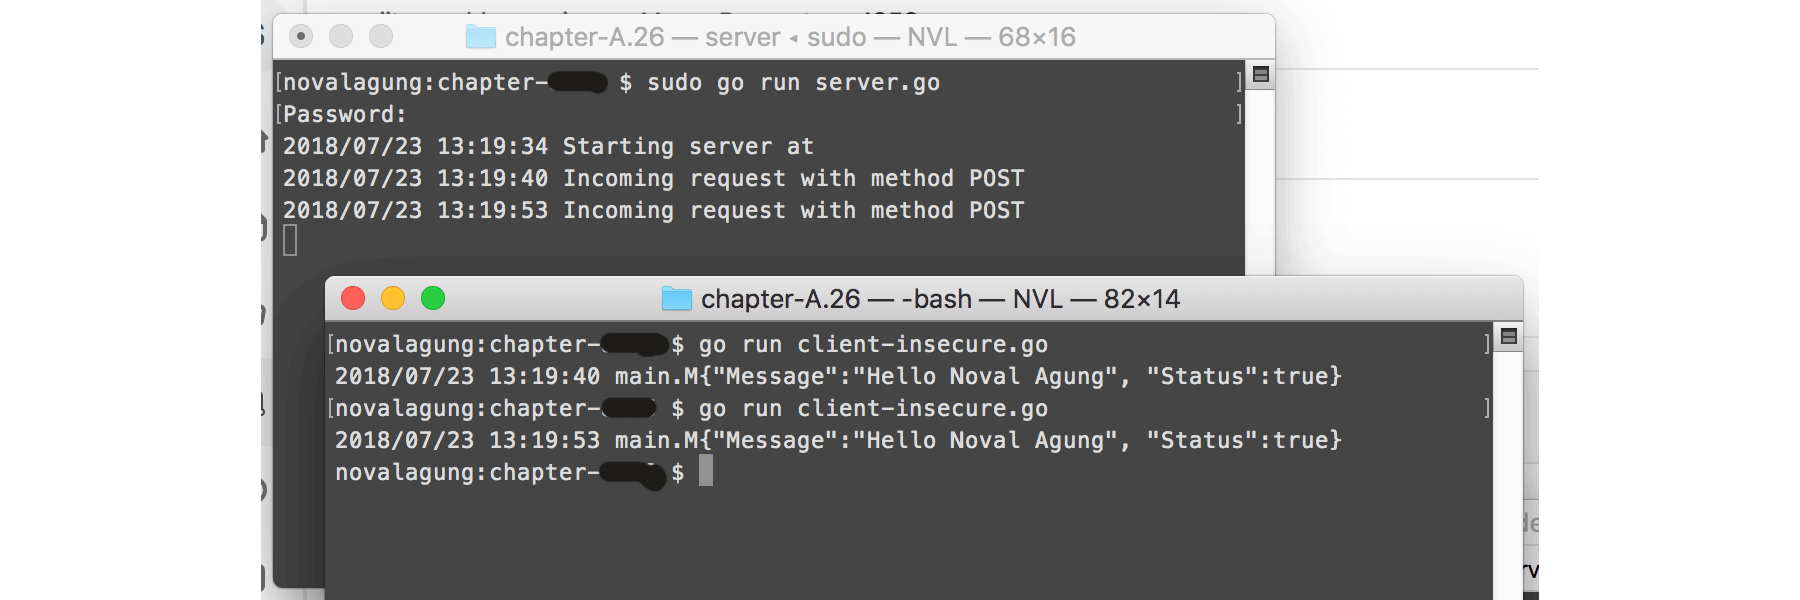 chapter-A.26 — server ◂ sudo — NVL — 68×16
[novalagung:chapter- $ sudo go run server.go ]
[Password: ]
2018/07/23 13:19:34 Starting server at
2018/07/23 13:19:40 Incoming request with method POST
2018/07/23 13:19:53 Incoming request with method POST
chapter-A.26 — -bash — NVL — 82×14
[novalagung:chapter- $ go run client-insecure.go ]
2018/07/23 13:19:40 main.M{"Message":"Hello Noval Agung", "Status":true}
[novalagung:chapter- $ go run client-insecure.go ]
2018/07/23 13:19:53 main.M{"Message":"Hello Noval Agung", "Status":true}
novalagung:chapter- $